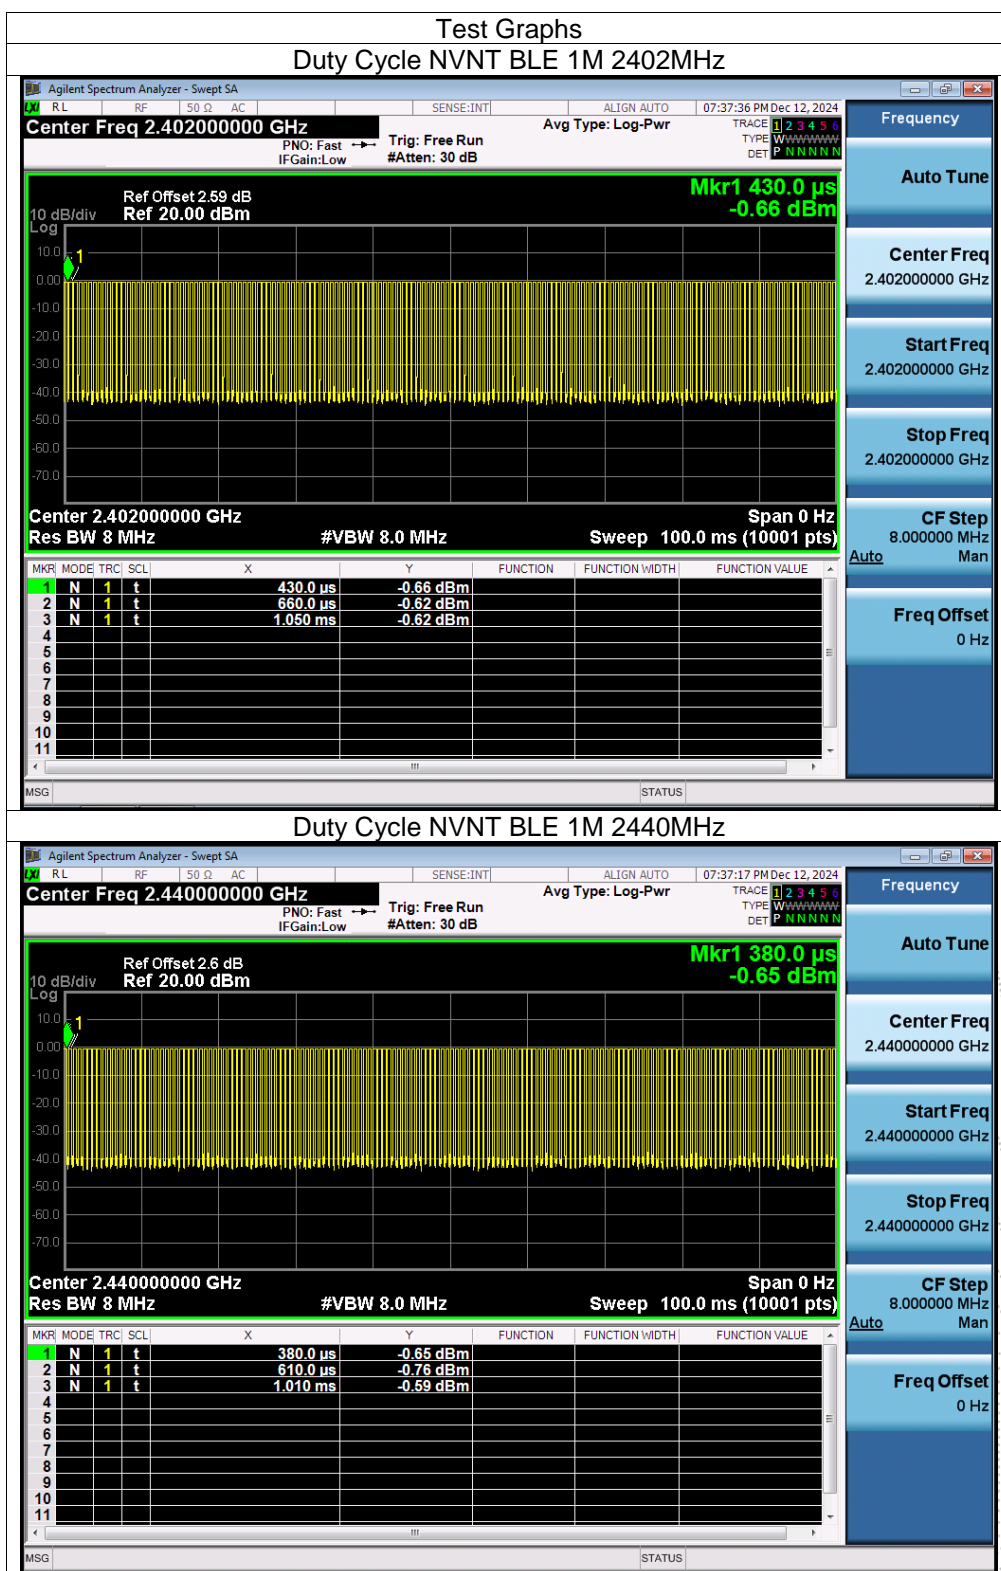 Test Graphs
Duty Cycle NVNT BLE 1M 2402MHz
Agilent Spectrum Analyzer - Swept SA
LXI RL RF 50 Ω AC SENSE:INT ALIGN AUTO 07:37:36 PM Dec 12, 2024
Center Freq 2.402000000 GHz Avg Type: Log-Pwr TRACE 1 2 3 4 5 6
PNO: Fast Trig: Free Run TYPE WWWWWW
IFGain:Low #Atten: 30 dB DET P N N N N N
Frequency
Mkr1 430.0 µs
Ref Offset 2.59 dB -0.66 dBm
10 dB/div Ref 20.00 dBm
Log
10.0
1
0.00
-10.0
-20.0
-30.0
-40.0
-50.0
-60.0
-70.0
Center 2.402000000 GHz Span 0 Hz
Res BW 8 MHz #VBW 8.0 MHz Sweep 100.0 ms (10001 pts)
MKR MODE TRC SCL X Y FUNCTION FUNCTION WIDTH FUNCTION VALUE
1 N 1 t 430.0 µs -0.66 dBm
2 N 1 t 660.0 µs -0.62 dBm
3 N 1 t 1.050 ms -0.62 dBm
4
5
6
7
8
9
10
11
MSG STATUS
Auto Tune
Center Freq
2.402000000 GHz
Start Freq
2.402000000 GHz
Stop Freq
2.402000000 GHz
CF Step
8.000000 MHz
Auto Man
Freq Offset
0 Hz
Duty Cycle NVNT BLE 1M 2440MHz
Agilent Spectrum Analyzer - Swept SA
LXI RL RF 50 Ω AC SENSE:INT ALIGN AUTO 07:37:17 PM Dec 12, 2024
Center Freq 2.440000000 GHz Avg Type: Log-Pwr TRACE 1 2 3 4 5 6
PNO: Fast Trig: Free Run TYPE WWWWWW
IFGain:Low #Atten: 30 dB DET P N N N N N
Frequency
Mkr1 380.0 µs
Ref Offset 2.6 dB -0.65 dBm
10 dB/div Ref 20.00 dBm
Log
10.0
1
0.00
-10.0
-20.0
-30.0
-40.0
-50.0
-60.0
-70.0
Center 2.440000000 GHz Span 0 Hz
Res BW 8 MHz #VBW 8.0 MHz Sweep 100.0 ms (10001 pts)
MKR MODE TRC SCL X Y FUNCTION FUNCTION WIDTH FUNCTION VALUE
1 N 1 t 380.0 µs -0.65 dBm
2 N 1 t 610.0 µs -0.76 dBm
3 N 1 t 1.010 ms -0.59 dBm
4
5
6
7
8
9
10
11
MSG STATUS
Auto Tune
Center Freq
2.440000000 GHz
Start Freq
2.440000000 GHz
Stop Freq
2.440000000 GHz
CF Step
8.000000 MHz
Auto Man
Freq Offset
0 Hz